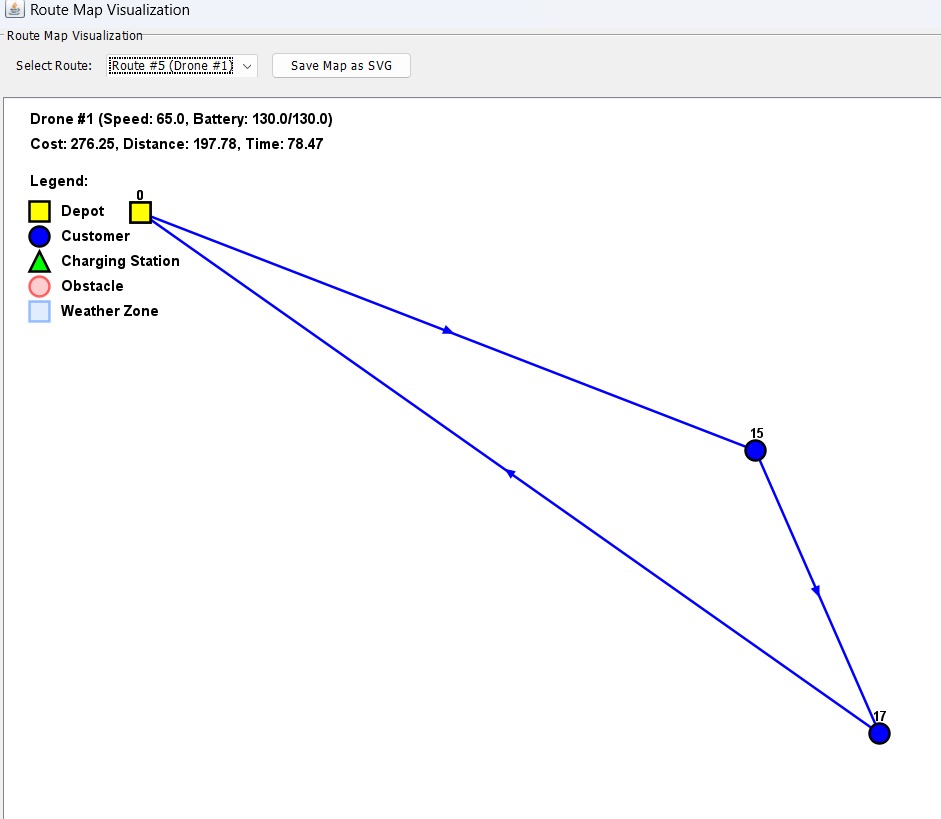 Route Map Visualization
Route Map Visualization
Select Route: Route #5 (Drone #1) Save Map as SVG
Drone #1 (Speed: 65.0, Battery: 130.0/130.0)
Cost: 276.25, Distance: 197.78, Time: 78.47
Legend:
0
Depot
Customer
Charging Station
Obstacle
Weather Zone
15
17